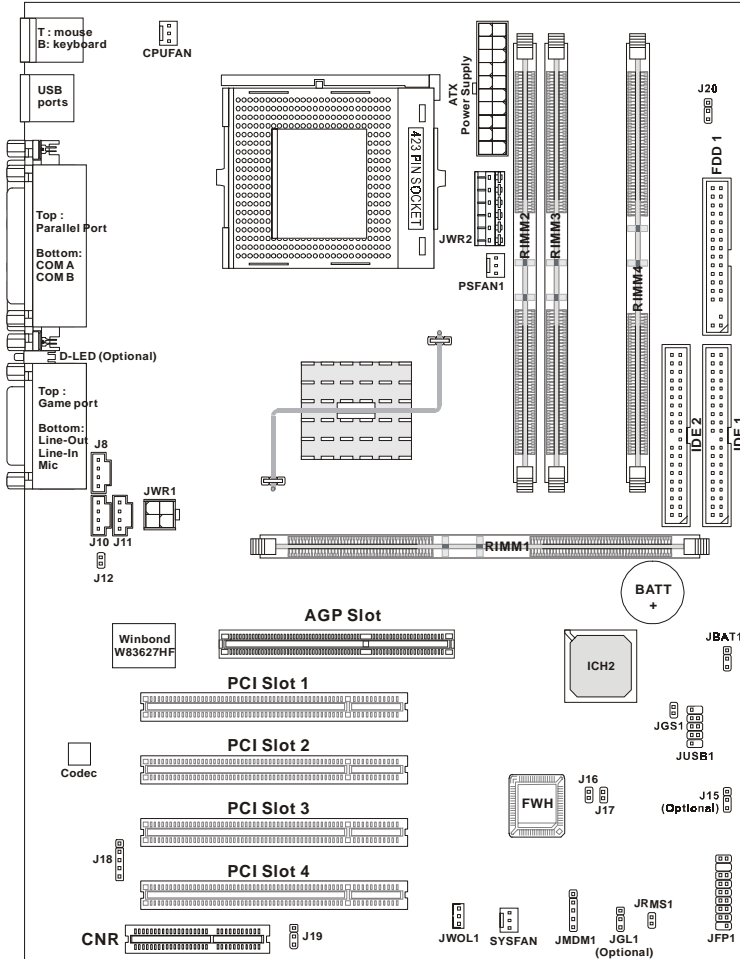 T : mouse
B: keyboard
CPUFAN
USB
ports
ATX
Power Supply
J20
FDD 1
423 PIN SOCKET
Top :
Parallel Port
Bottom:
COM A
COM B
JWR2
PSFAN1
RIMM2
RIMM3
RIMM4
D-LED (Optional)
Top :
Game port
Bottom:
Line-Out
Line-In
Mic
IDE 2
IDE 1
J8
JWR1
J10
J11
J12
RIMM1
BATT
+
AGP Slot
Winbond
W83627HF
ICH2
JBAT1
PCI Slot 1
JGS1
JUSB1
PCI Slot 2
Codec
J16
J17
J15
(Optional)
FWH
PCI Slot 3
J18
PCI Slot 4
CNR
J19
JWOL1
SYSFAN
JMDM1
JGL1
(Optional)
JRMS1
JFP1